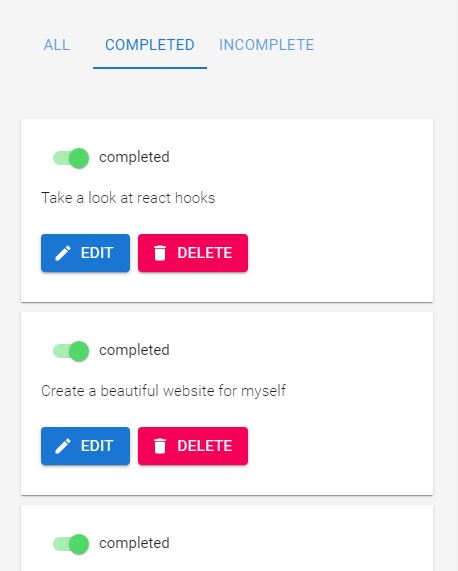 ALL COMPLETED INCOMPLETE
completed
Take a look at react hooks
EDIT DELETE
completed
Create a beautiful website for myself
EDIT DELETE
completed